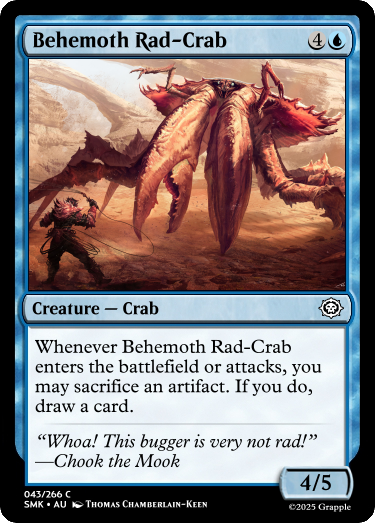 Behemoth Rad-Crab 4
Creature — Crab
Whenever Behemoth Rad-Crab
enters the battlefield or attacks, you
may sacrifice an artifact. If you do,
draw a card.
“Whoa! This bugger is very not rad!”
—Chook the Mook
4/5
043/266 C
SMK • AU Thomas Chamberlain-Keen
©2025 Grapple